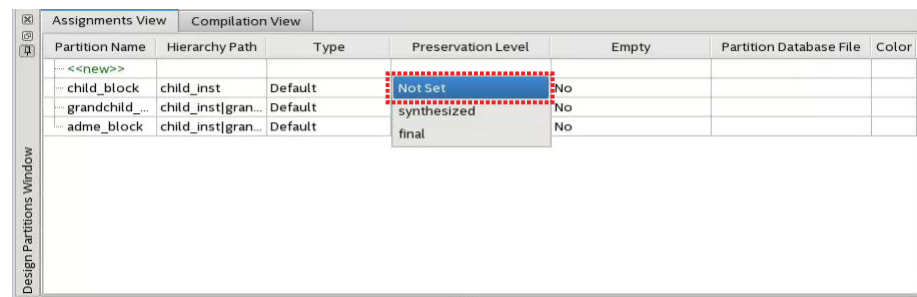 Assignments View Compilation View
Partition Name Hierarchy Path Type Preservation Level Empty Partition Database File Color
<<new>>
child_block child_inst Default Not Set No
grandchild_... child_inst|gran... Default synthesized No
adme_block child_inst|gran... Default final No
Design Partitions Window